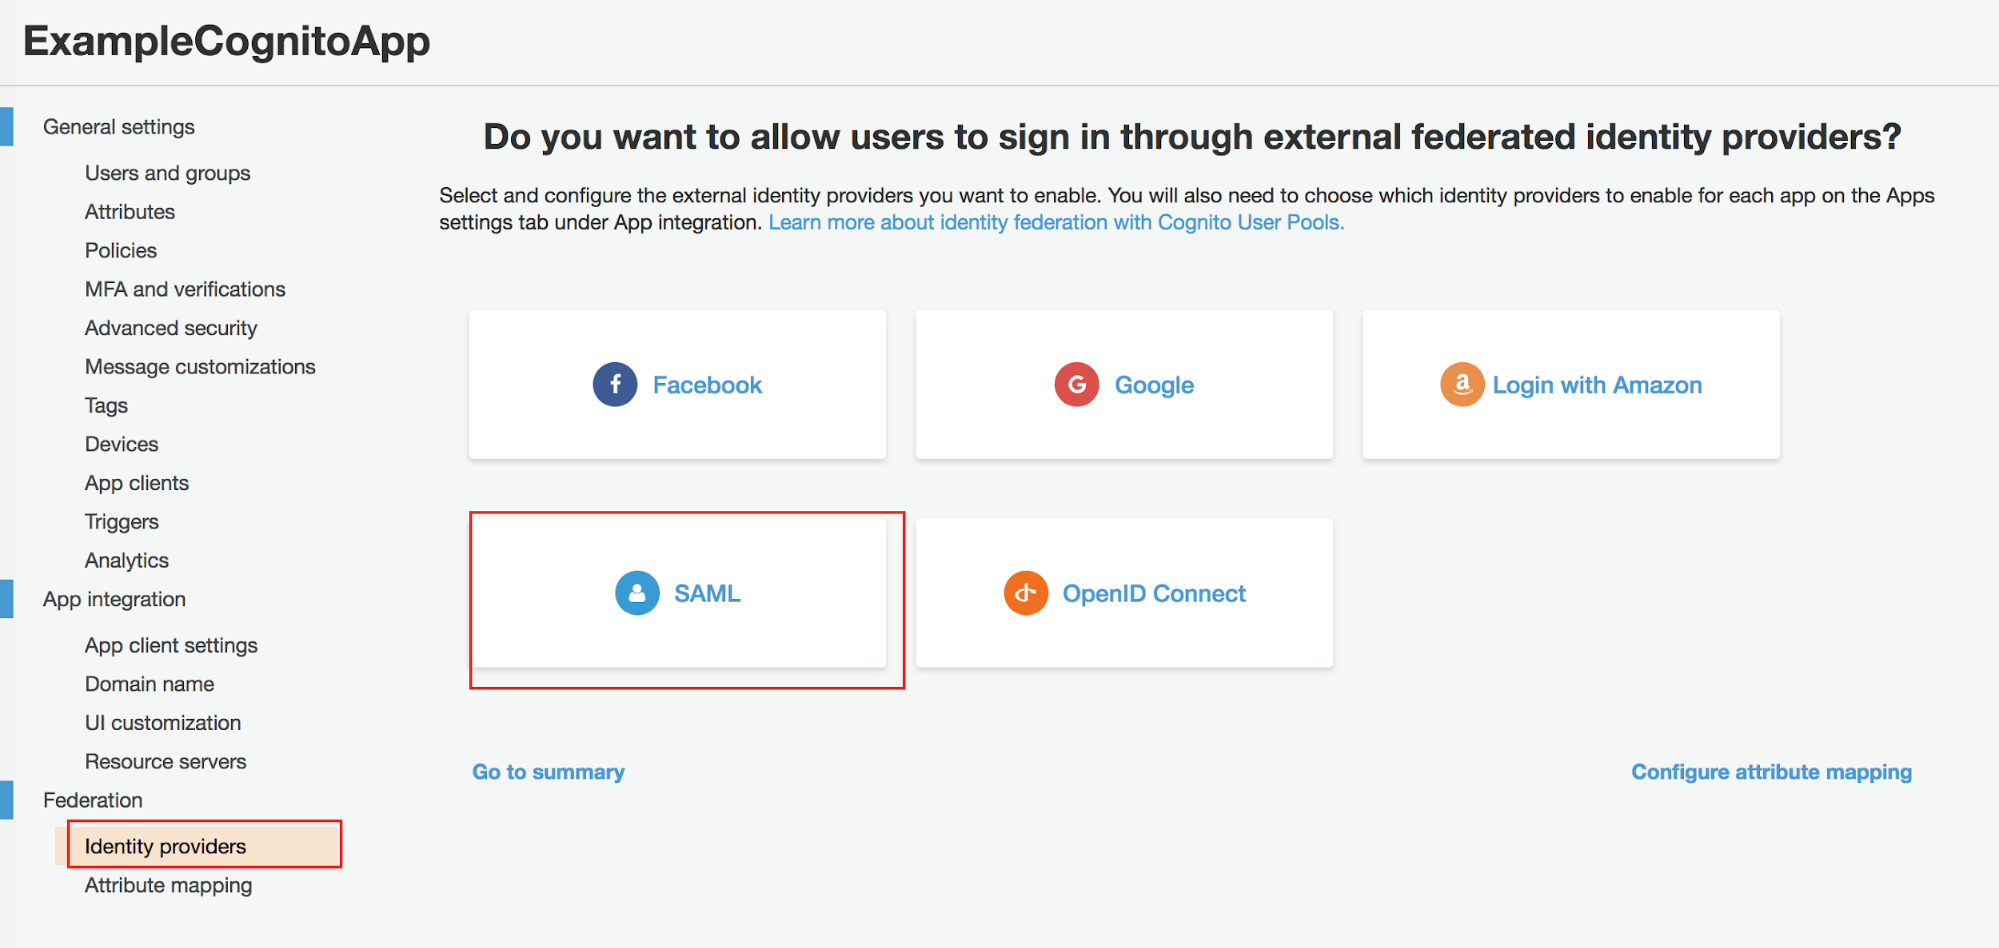 ExampleCognitoApp
General settings
Users and groups
Attributes
Policies
MFA and verifications
Advanced security
Message customizations
Tags
Devices
App clients
Triggers
Analytics
App integration
App client settings
Domain name
UI customization
Resource servers
Federation
Identity providers
Attribute mapping
Do you want to allow users to sign in through external federated identity providers?
Select and configure the external identity providers you want to enable. You will also need to choose which identity providers to enable for each app on the Apps
settings tab under App integration. Learn more about identity federation with Cognito User Pools.
f Facebook
G Google
a Login with Amazon
SAML
OpenID Connect
Go to summary
Configure attribute mapping